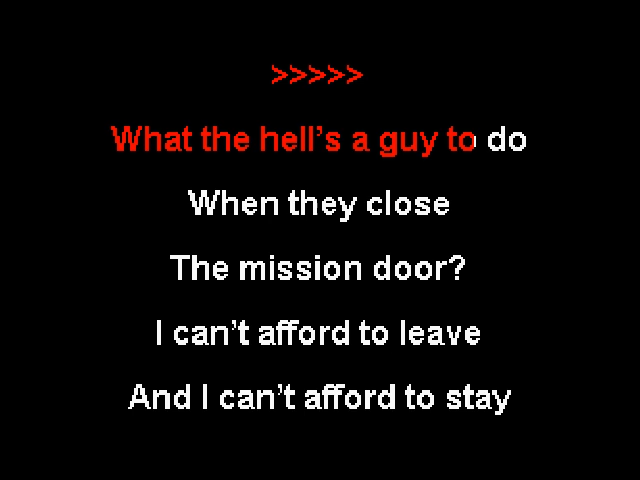 >>>>>
What the hell’s a guy to do
When they close
The mission door?
I can’t afford to leave
And I can’t afford to stay